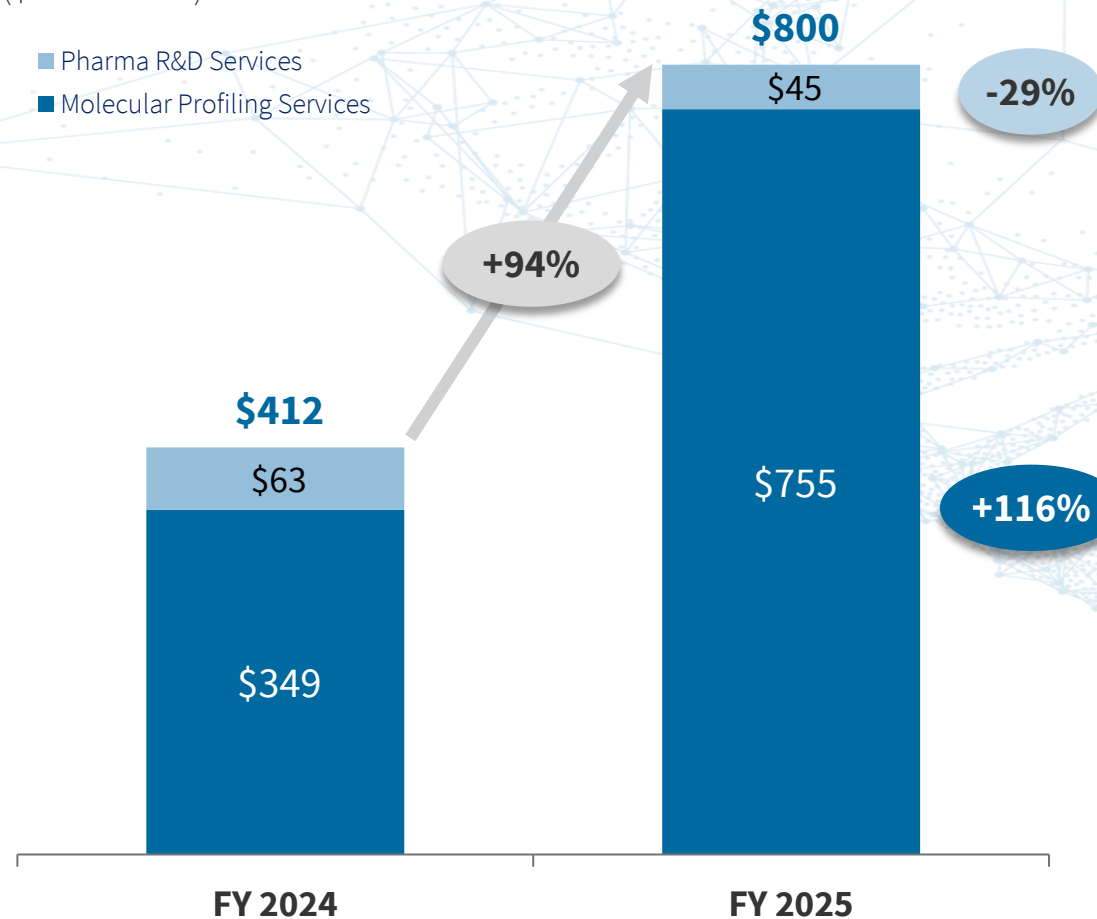 Pharma R&D Services
Molecular Profiling Services
$800
$45
-29%
+94%
$412
$63
$755
+116%
$349
FY 2024
FY 2025